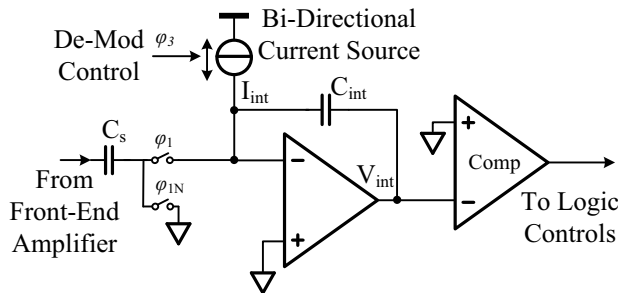 Bi-Directional
Current Source
De-Mod
Control
φ3
Iint
Cint
Cs
φ1
φ1N
From
Front-End
Amplifier
−
+
Vint
+
−
Comp
To Logic
Controls